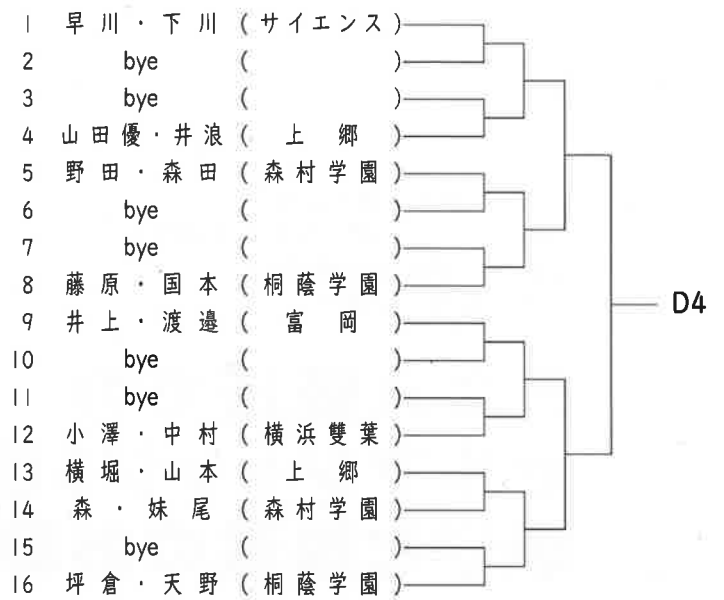 1 早川・下川(サイエンス)
2 bye ( )
3 bye ( )
4 山田優・井浪(上郷)
5 野田・森田(森村学園)
6 bye ( )
7 bye ( )
8 藤原・国本(桐蔭学園)
9 井上・渡邉(富岡)
D4
10 bye ( )
11 bye ( )
12 小澤・中村(横浜雙葉)
13 横堀・山本(上郷)
14 森・妹尾(森村学園)
15 bye ( )
16 坪倉・天野(桐蔭学園)